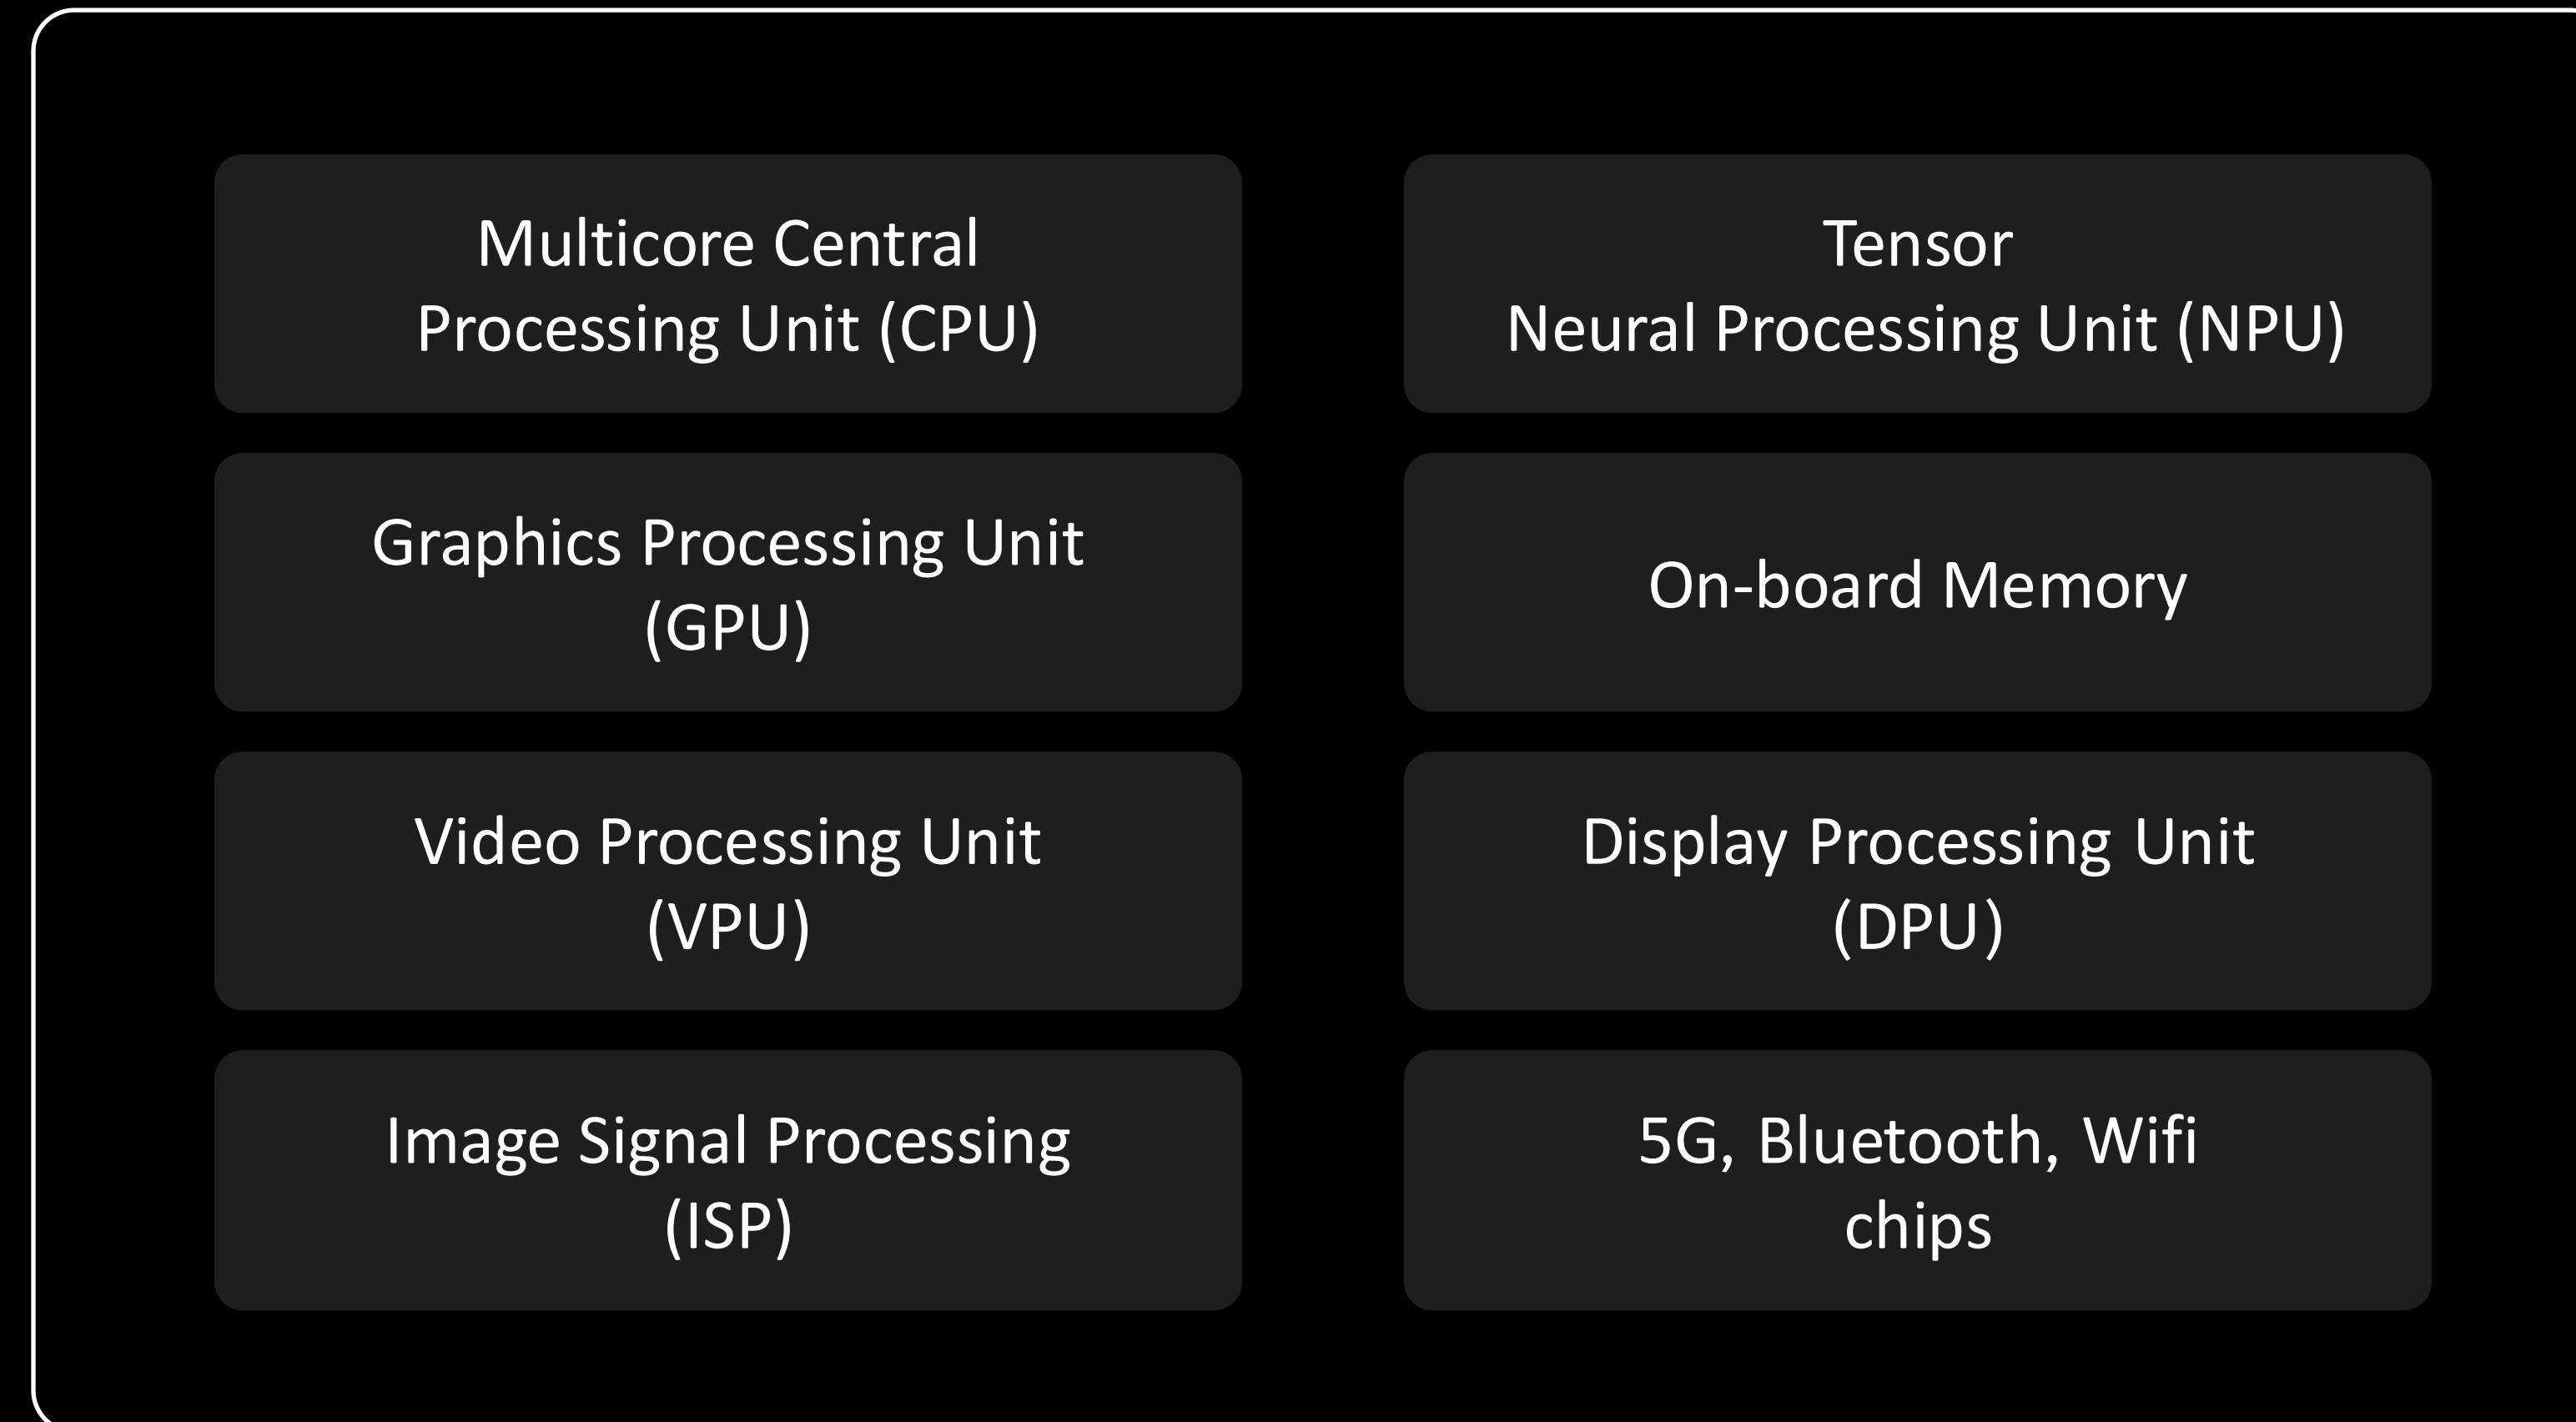 Multicore Central
Processing Unit (CPU)
Tensor
Neural Processing Unit (NPU)
Graphics Processing Unit
(GPU)
On-board Memory
Video Processing Unit
(VPU)
Display Processing Unit
(DPU)
Image Signal Processing
(ISP)
5G, Bluetooth, Wifi
chips